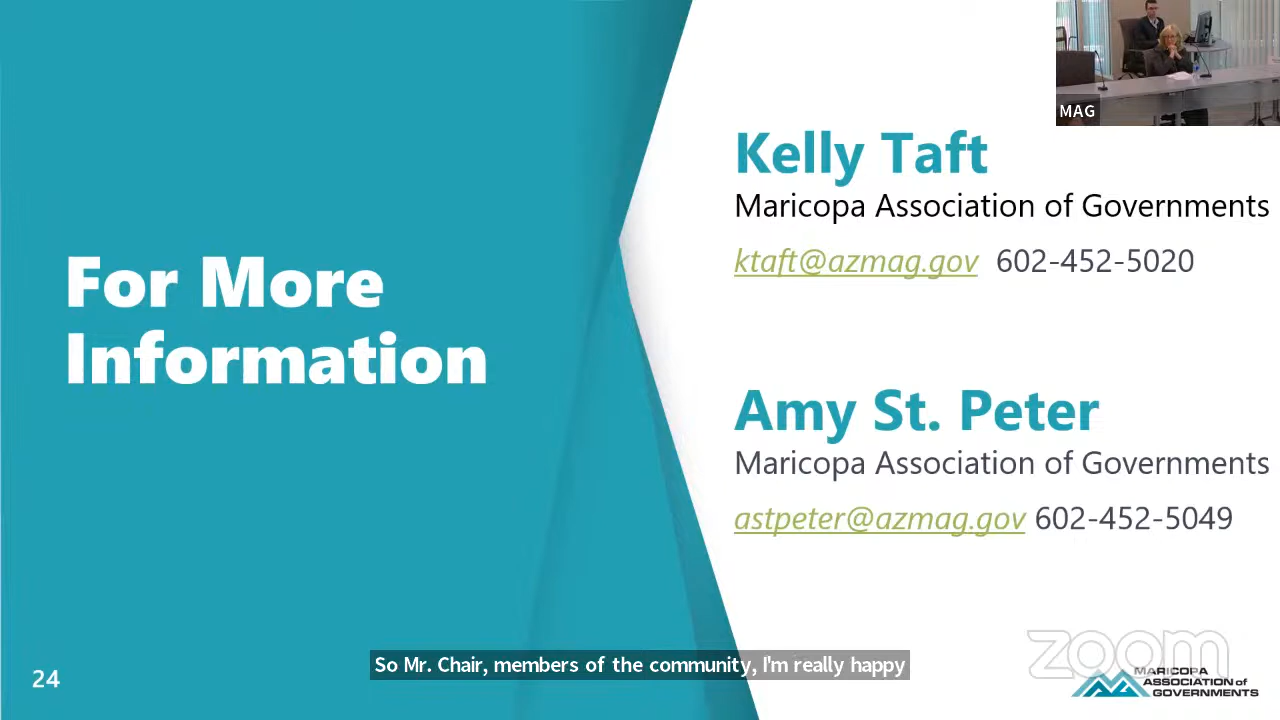 MAG
For More
Information
Kelly Taft
Maricopa Association of Governments
ktaft@azmag.gov 602-452-5020
Amy St. Peter
Maricopa Association of Governments
astpeter@azmag.gov 602-452-5049
So Mr. Chair, members of the community, I'm really happy
24
zoom
MARICOPA
ASSOCIATION of
GOVERNMENTS